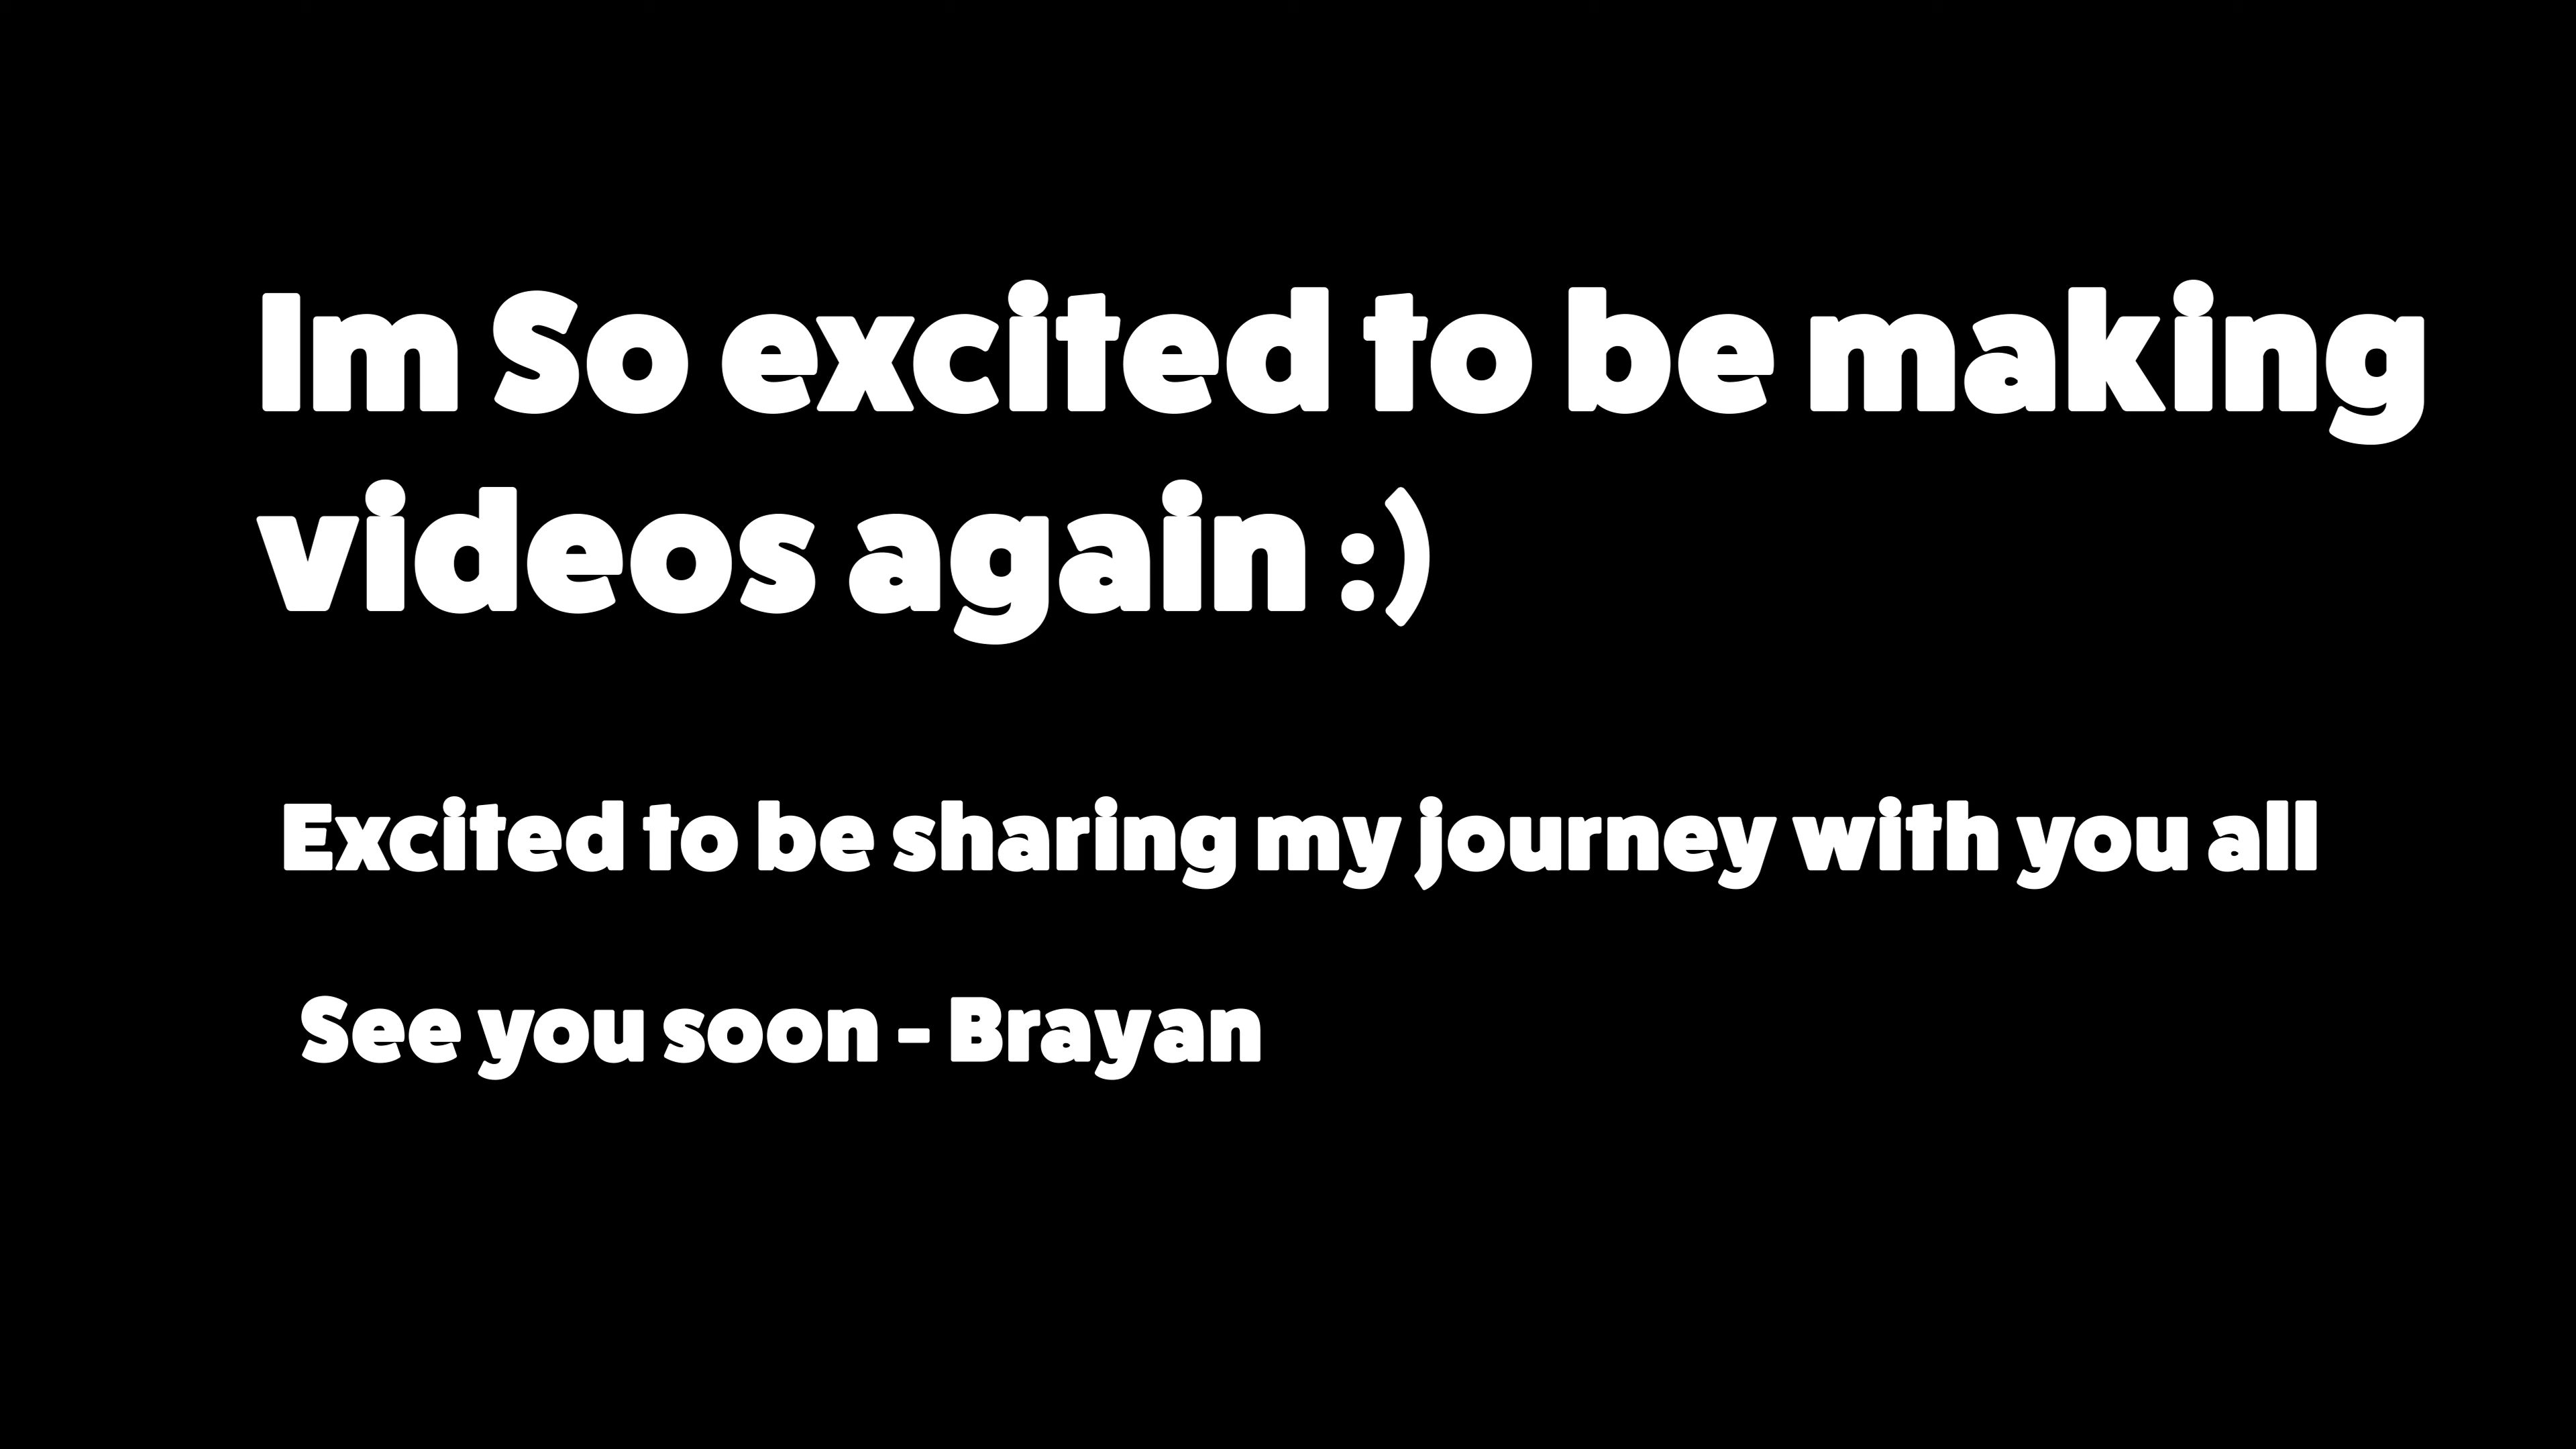 Im So excited to be making
videos again :)
Excited to be sharing my journey with you all
See you soon - Brayan